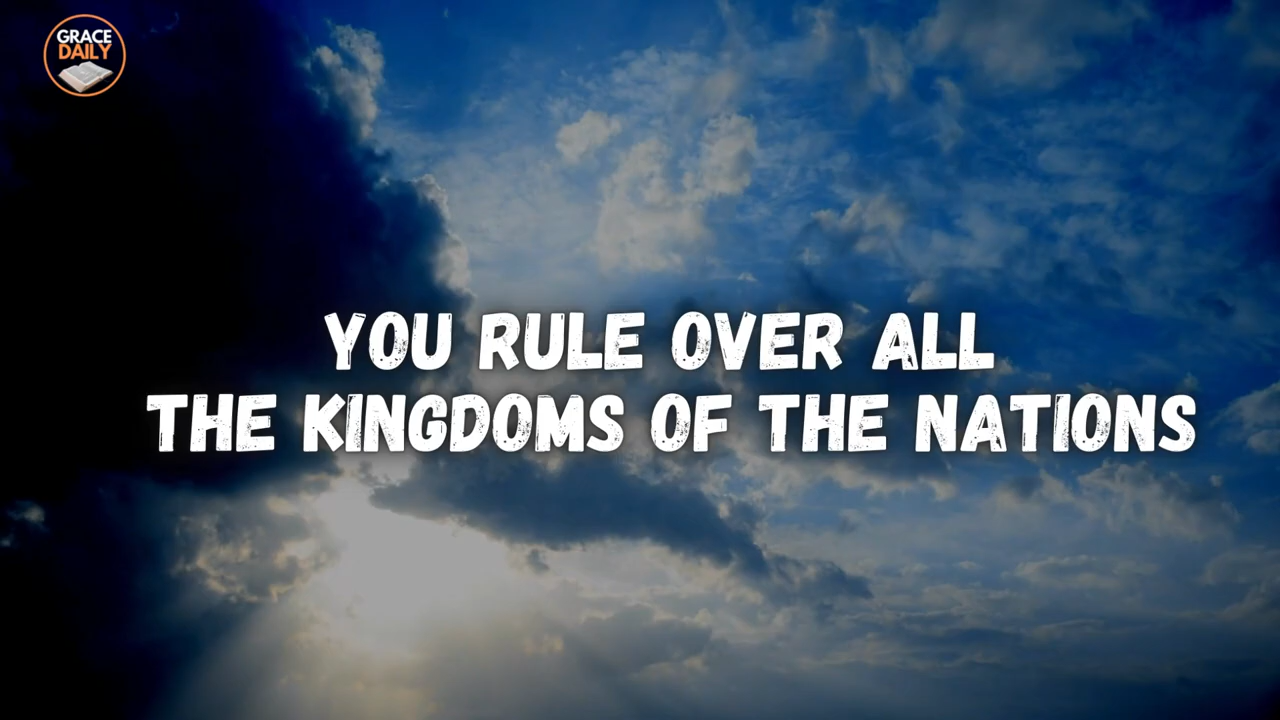 GRACE
DAILY
YOU RULE OVER ALL
THE KINGDOMS OF THE NATIONS